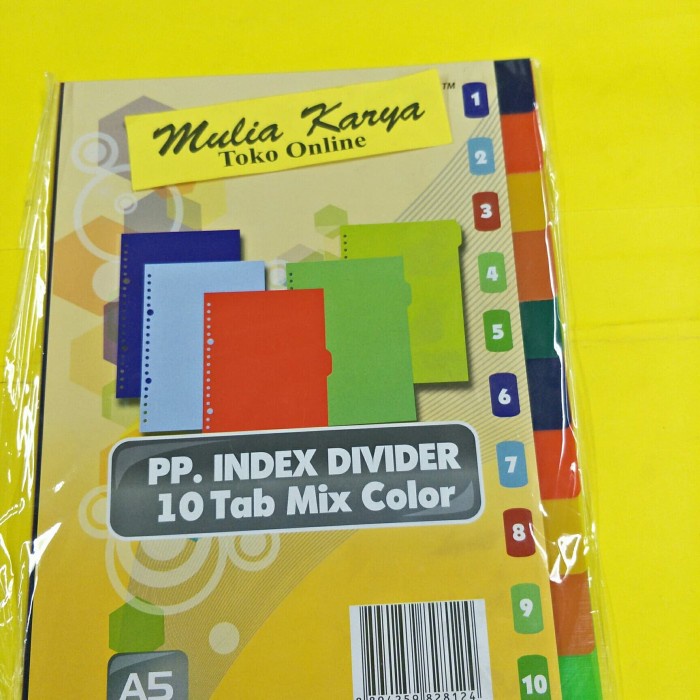 Mulia Karya
Toko Online
TM
1
2
3
4
5
6
7
8
9
10
PP. INDEX DIVIDER
10 Tab Mix Color
A5